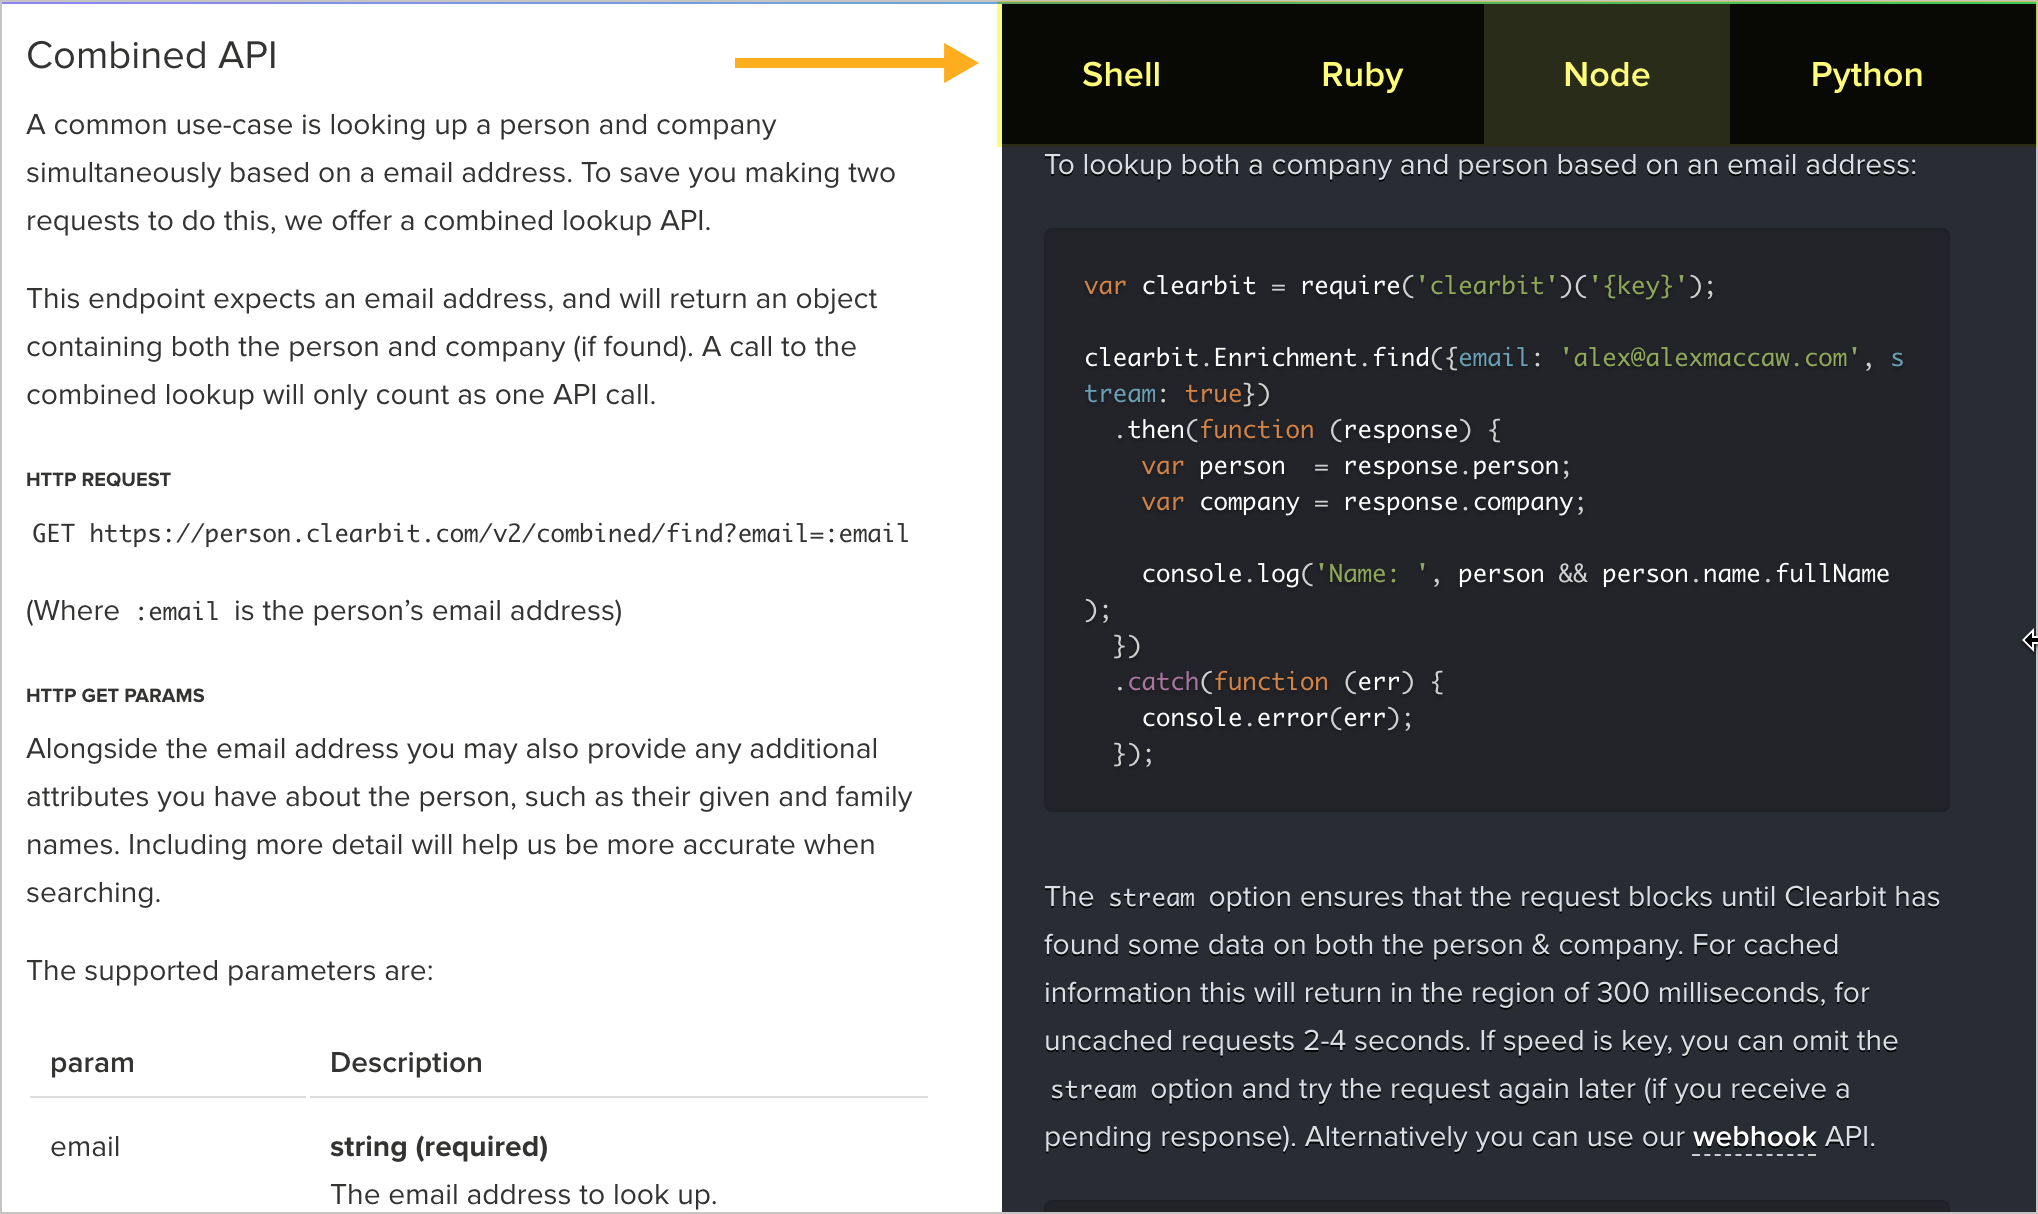 Combined API
A common use-case is looking up a person and company
simultaneously based on a email address. To save you making two
requests to do this, we offer a combined lookup API.
This endpoint expects an email address, and will return an object
containing both the person and company (if found). A call to the
combined lookup will only count as one API call.
HTTP REQUEST
GET https://person.clearbit.com/v2/combined/find?email=:email
(Where :email is the person’s email address)
HTTP GET PARAMS
Alongside the email address you may also provide any additional
attributes you have about the person, such as their given and family
names. Including more detail will help us be more accurate when
searching.
The supported parameters are:
param Description
email string (required)
The email address to look up.
Shell Ruby Node Python
To lookup both a company and person based on an email address:
var clearbit = require('clearbit')('{key}');
clearbit.Enrichment.find({email: 'alex@alexmaccaw.com', s
tream: true})
  .then(function (response) {
    var person  = response.person;
    var company = response.company;
    console.log('Name: ', person && person.name.fullName
);
  })
  .catch(function (err) {
    console.error(err);
  });
The stream option ensures that the request blocks until Clearbit has
found some data on both the person & company. For cached
information this will return in the region of 300 milliseconds, for
uncached requests 2-4 seconds. If speed is key, you can omit the
stream option and try the request again later (if you receive a
pending response). Alternatively you can use our webhook API.